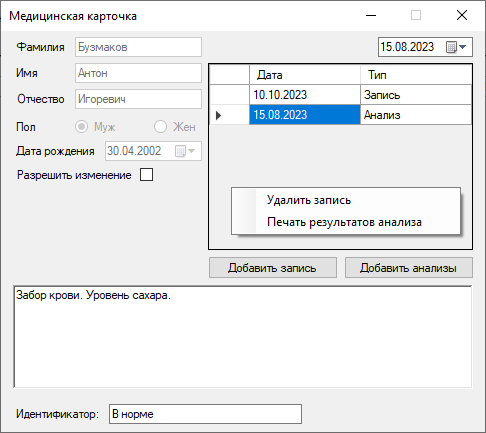 Медицинская карточка
Фамилия Бузмаков 15.08.2023
Имя Антон
Отчество Игоревич
Пол Муж Жен
Дата рождения 30.04.2002
Разрешить изменение
Дата Тип
10.10.2023 Запись
15.08.2023 Анализ
Удалить запись
Печать результатов анализа
Добавить запись Добавить анализы
Забор крови. Уровень сахара.
Идентификатор: В норме